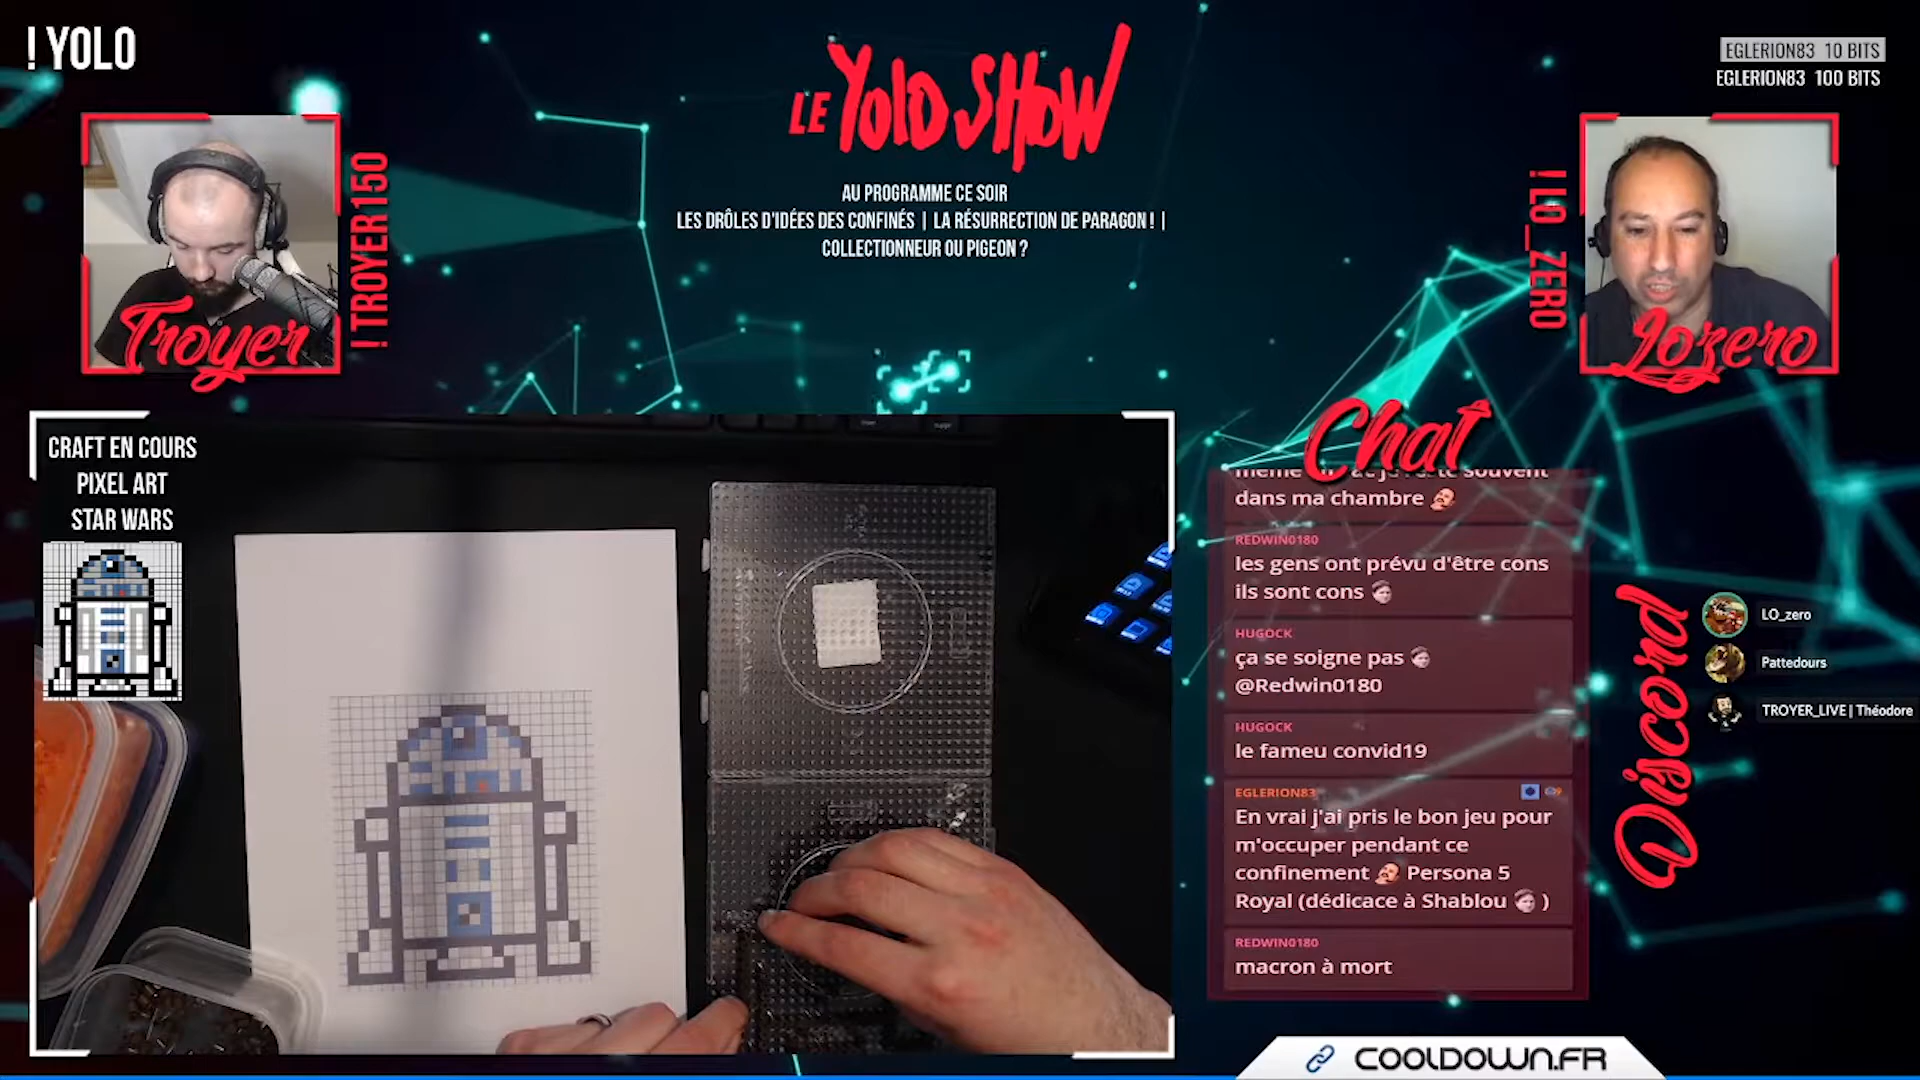 ! YOLO
LE YOLO SHOW
AU PROGRAMME CE SOIR
LES DRÔLES D'IDÉES DES CONFINÉS | LA RÉSURRECTION DE PARAGON ! |
COLLECTIONNEUR OU PIGEON ?
EGLERION83 10 BITS
EGLERION83 100 BITS
Troyer
! TROYER150
! LO_ZERO
Lozero
CRAFT EN COURS
PIXEL ART
STAR WARS
Chat
souvent
dans ma chambre
REDWIN0180
les gens ont prévu d'être cons
ils sont cons
HUGOCK
ça se soigne pas
@Redwin0180
HUGOCK
le fameu convid19
EGLERION83
En vrai j'ai pris le bon jeu pour
m'occuper pendant ce
confinement Persona 5
Royal (dédicace à Shablou )
REDWIN0180
macron à mort
Discord
LO_zero
Pattedours
TROYER_LIVE | Théodore
COOLDOWN.FR